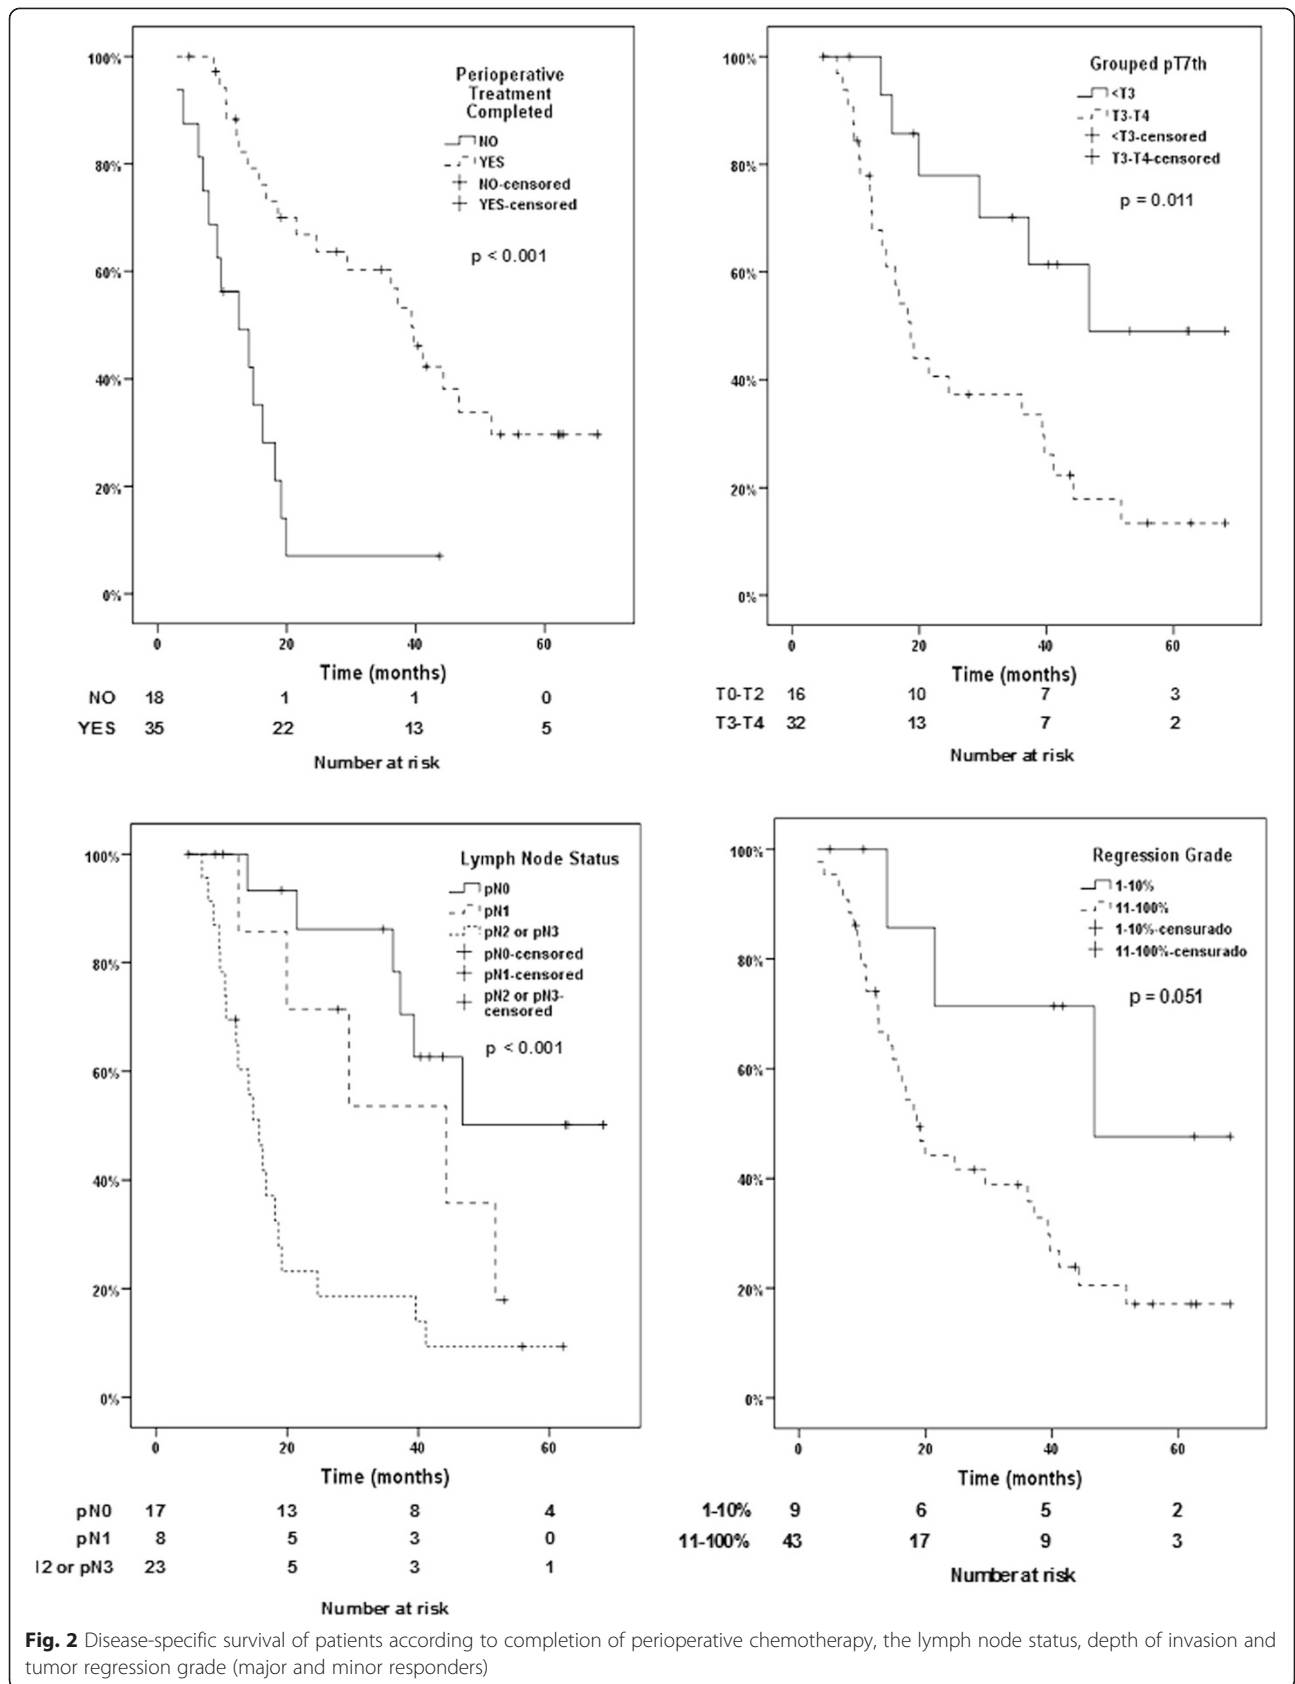 100%
80%
60%
40%
20%
0%
Perioperative
Treatment
Completed
NO
YES
NO-censored
YES-censored
p < 0.001
0 20 40 60
Time (months)
NO 18 1 1 0
YES 35 22 13 5
Number at risk
100%
80%
60%
40%
20%
0%
Grouped pT7th
<T3
T3-T4
<T3-censored
T3-T4-censored
p = 0.011
0 20 40 60
Time (months)
T0-T2 16 10 7 3
T3-T4 32 13 7 2
Number at risk
100%
80%
60%
40%
20%
0%
Lymph Node Status
pN0
pN1
pN2 or pN3
pN0-censored
pN1-censored
pN2 or pN3-
censored
p < 0.001
0 20 40 60
Time (months)
pN0 17 13 8 4
pN1 8 5 3 0
I2 or pN3 23 5 3 1
Number at risk
100%
80%
60%
40%
20%
0%
Regression Grade
1-10%
11-100%
1-10%-censurado
11-100%-censurado
p = 0.051
0 20 40 60
Time (months)
1-10% 9 6 5 2
11-100% 43 17 9 3
Number at risk
Fig. 2 Disease-specific survival of patients according to completion of perioperative chemotherapy, the lymph node status, depth of invasion and
tumor regression grade (major and minor responders)